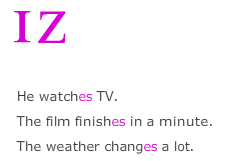 IZ
He watches TV.
The film finishes in a minute.
The weather changes a lot.